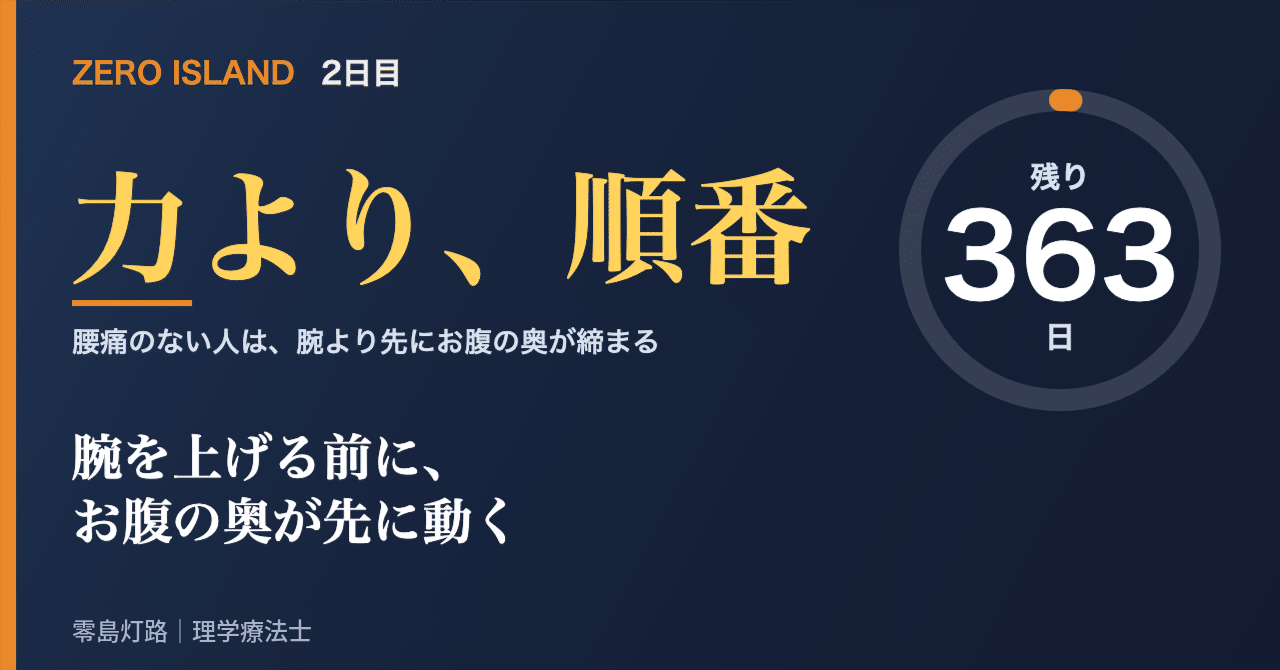 ZERO ISLAND 2日目
力より、順番
腰痛のない人は、腕より先にお腹の奥が締まる
腕を上げる前に、
お腹の奥が先に動く
零島灯路｜理学療法士
残り
363
日